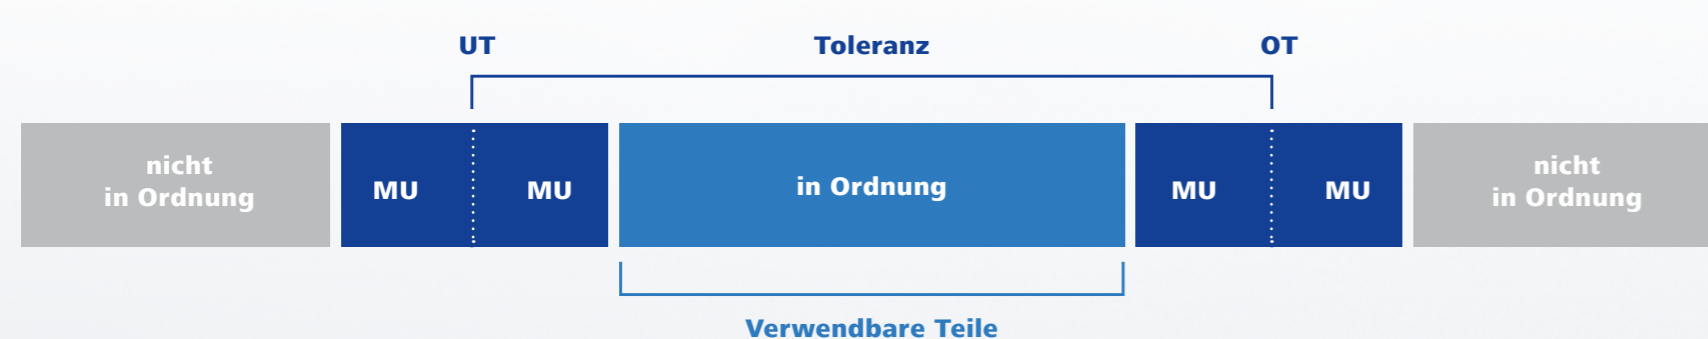 UT Toleranz OT
nicht
in Ordnung
MU MU
in Ordnung
MU MU
nicht
in Ordnung
Verwendbare Teile